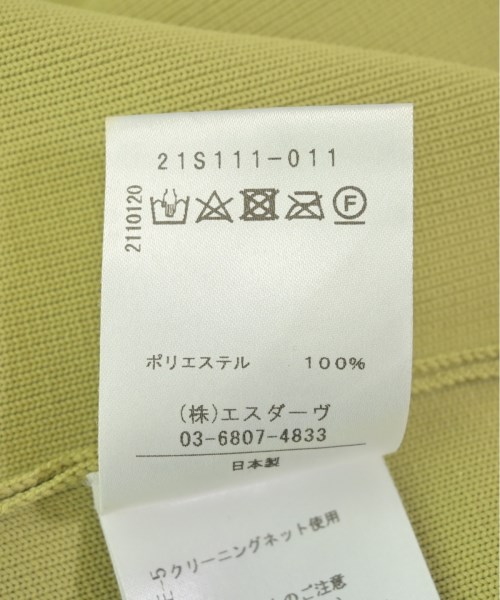 21S111-011
2110120
F
ポリエステル 100%
(株)エスダーヴ
03-6807-4833
日本製
クリーニングネット使用
のご注意